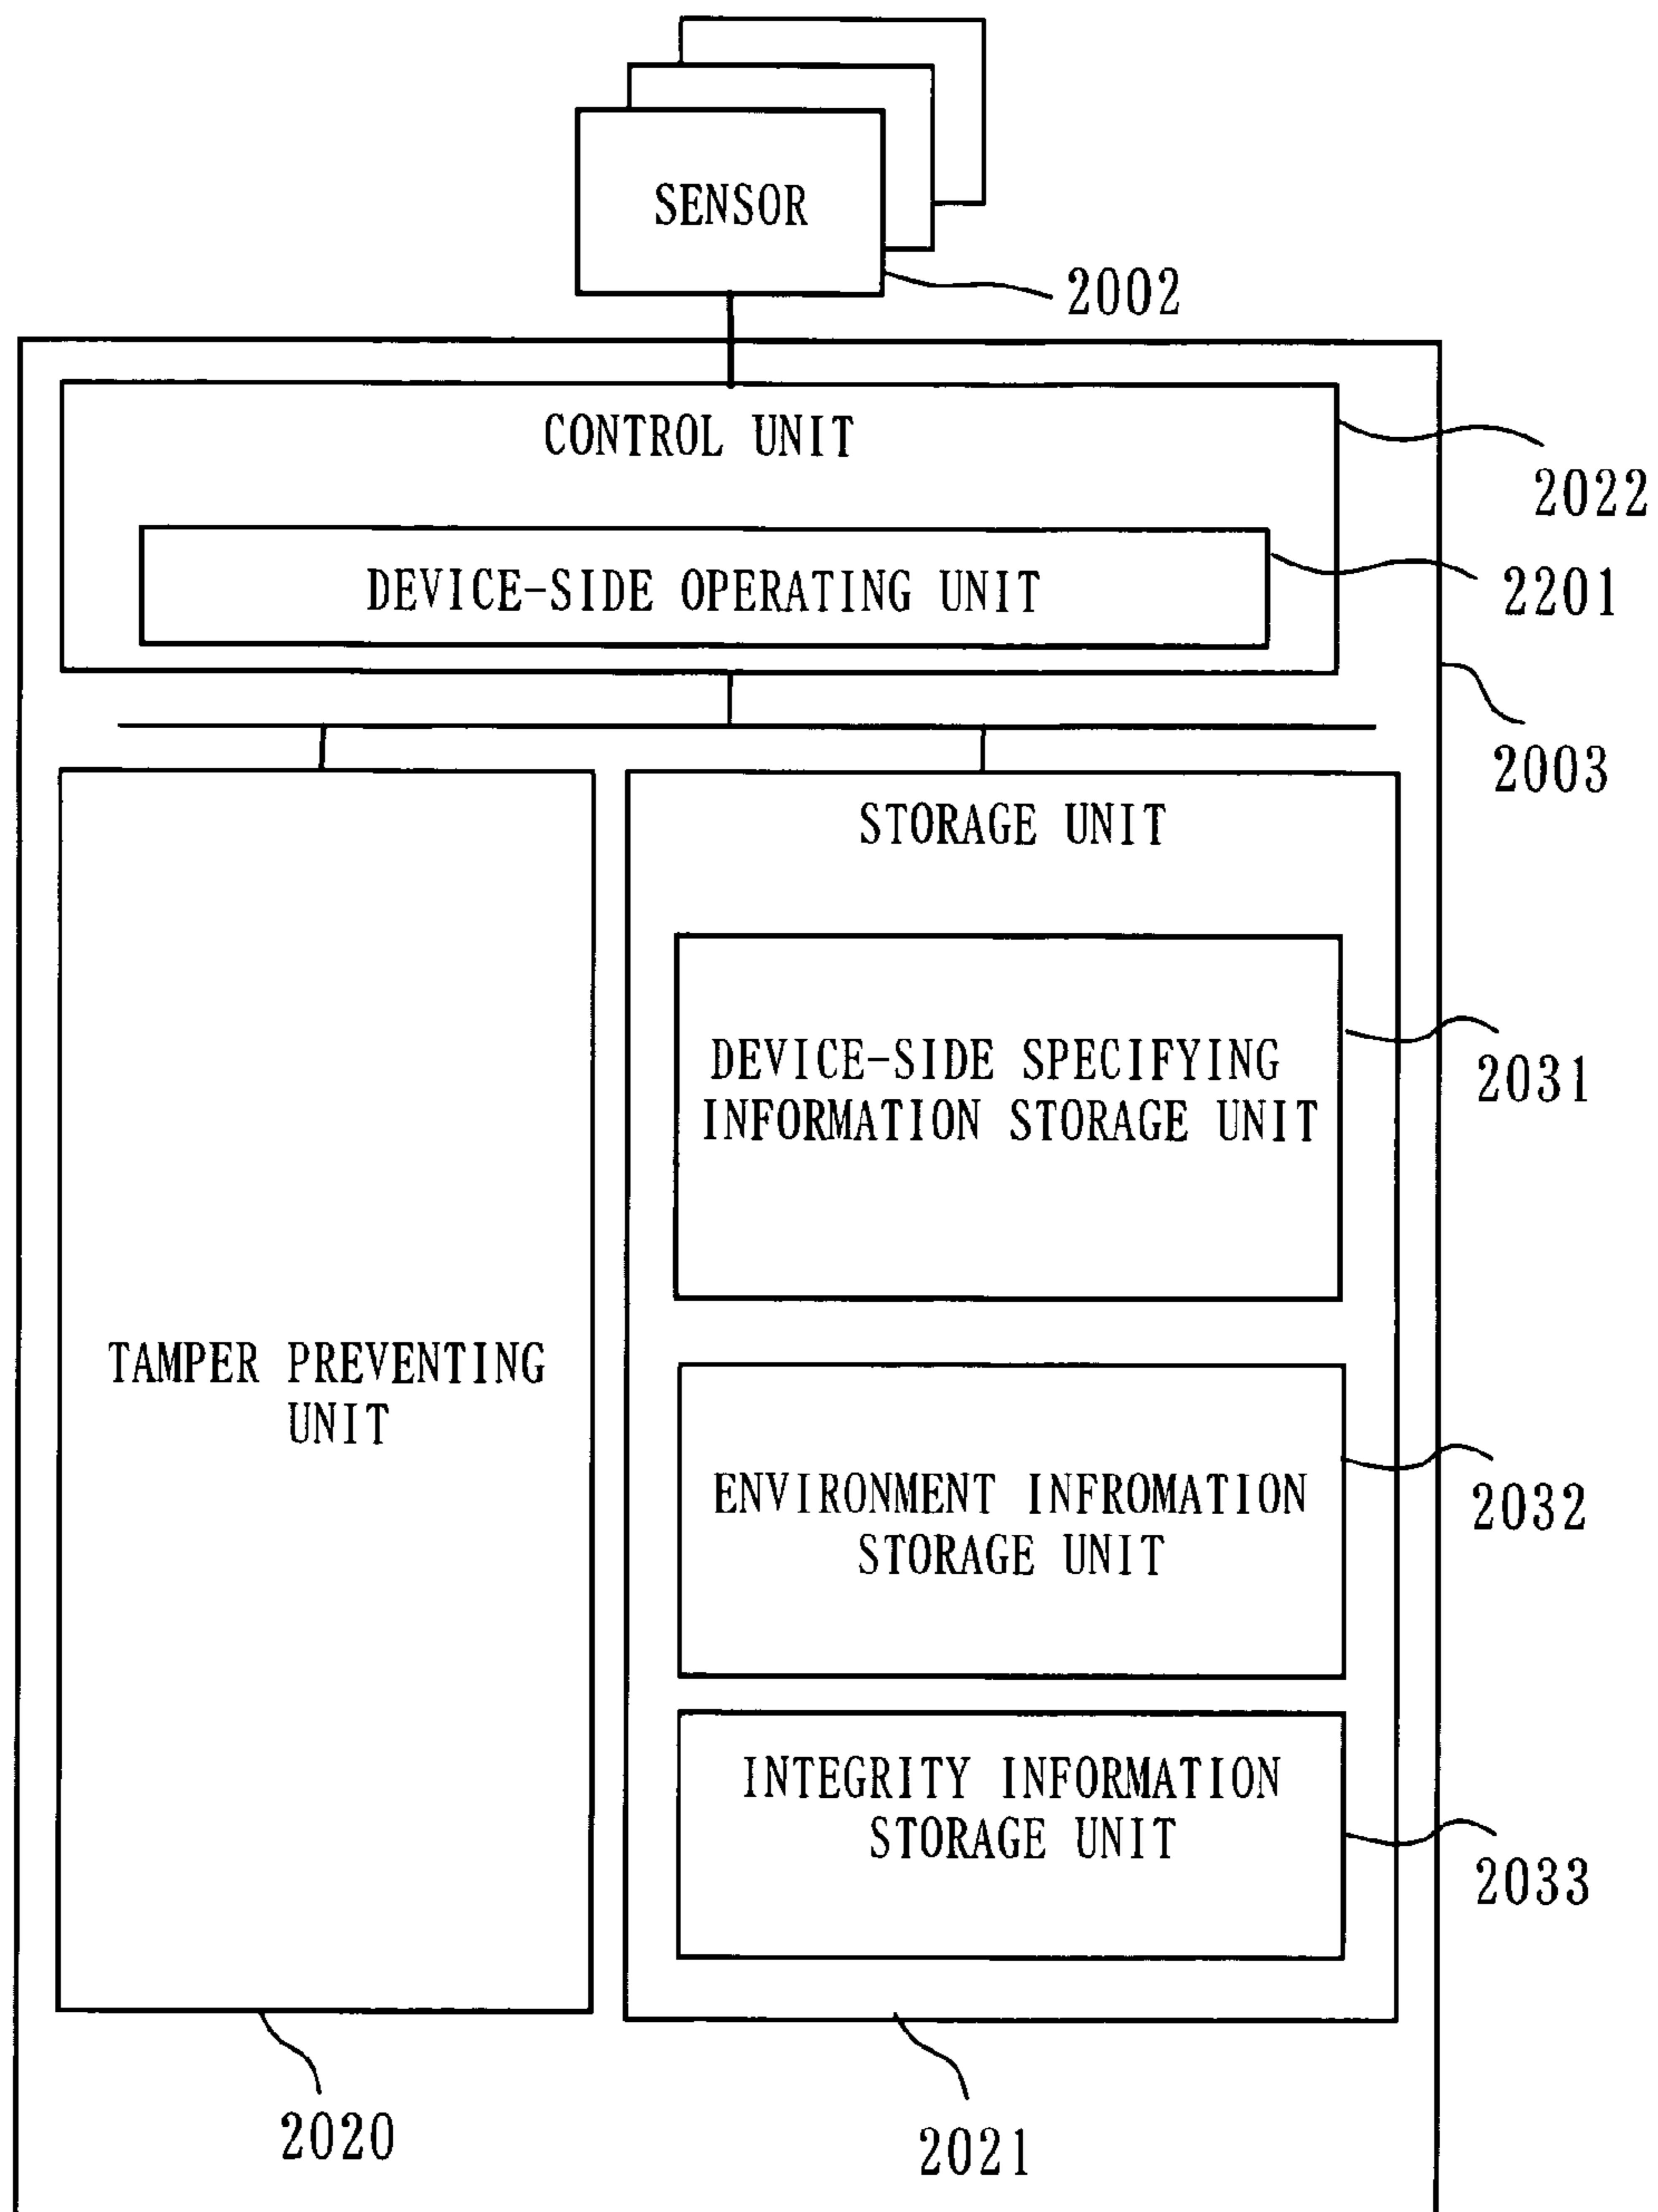 SENSOR
2002
CONTROL UNIT
2022
DEVICE-SIDE OPERATING UNIT
2201
2003
STORAGE UNIT
DEVICE-SIDE SPECIFYING
INFORMATION STORAGE UNIT
2031
TAMPER PREVENTING
UNIT
ENVIRONMENT INFROMATION
STORAGE UNIT
2032
INTEGRITY INFORMATION
STORAGE UNIT
2033
2020
2021